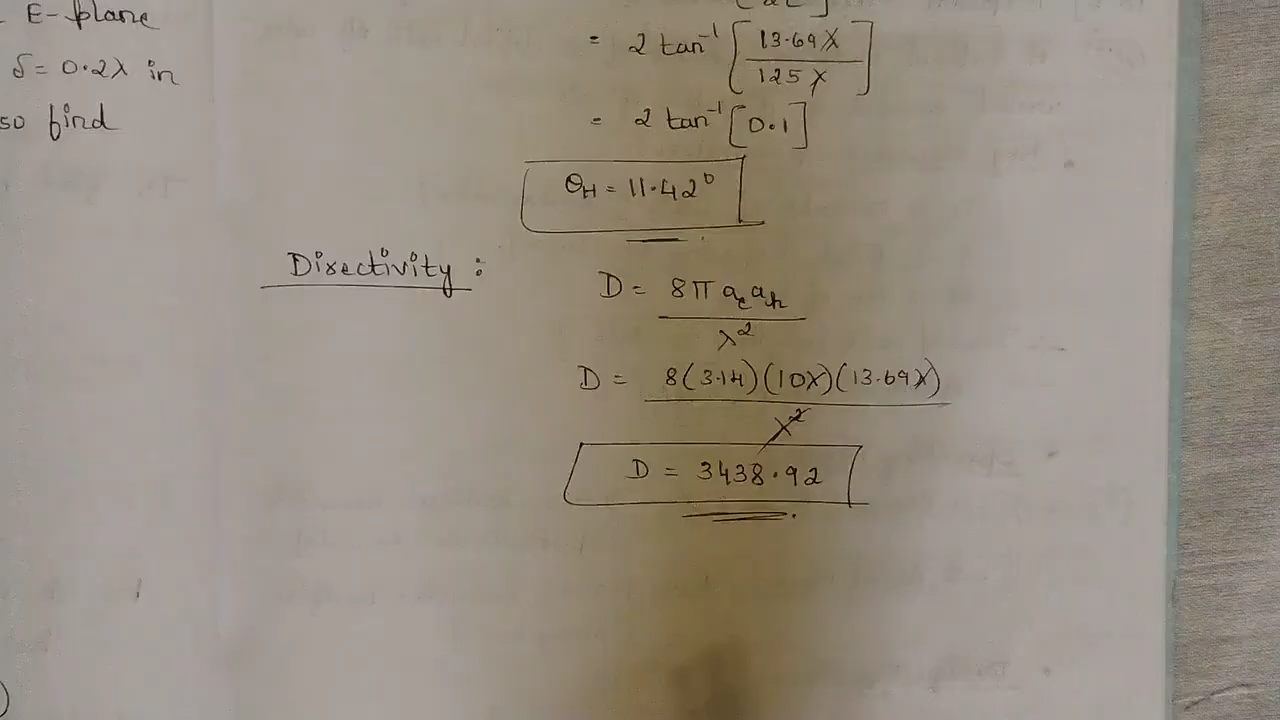 E-plane
δ = 0.2λ in
so find
= 2 tan⁻¹ [13.69λ / 125λ]
= 2 tan⁻¹ [0.1]
θH = 11.42°
Directivity :
D = 8π aE ah / λ²
D = 8(3.14)(10λ)(13.69λ) / λ²
D = 3438.92